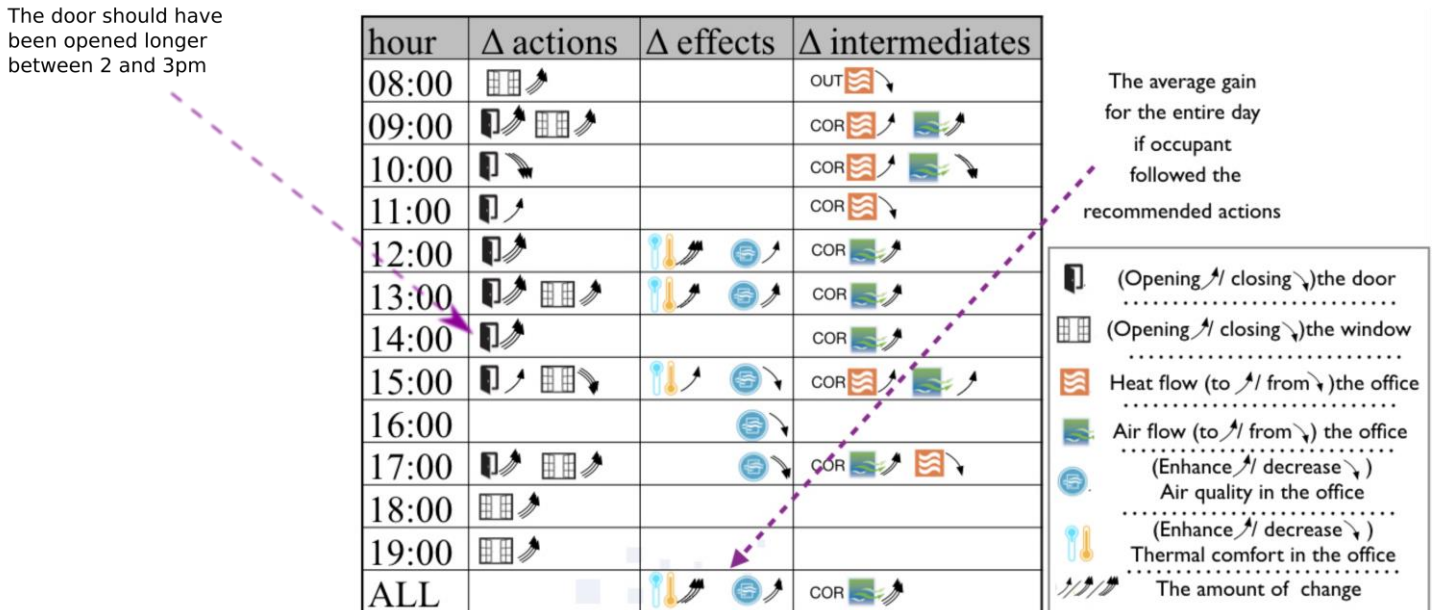 The door should have
been opened longer
between 2 and 3pm
hour Δ actions Δ effects Δ intermediates
08:00 OUT
09:00 COR
10:00 COR
11:00 COR
12:00 COR
13:00 COR
14:00 COR
15:00 COR
16:00
17:00 COR
18:00
19:00
ALL COR
The average gain
for the entire day
if occupant
followed the
recommended actions
(Opening / closing )the door
(Opening / closing )the window
Heat flow (to / from )the office
Air flow (to / from ) the office
(Enhance / decrease )
Air quality in the office
(Enhance / decrease )
Thermal comfort in the office
The amount of change